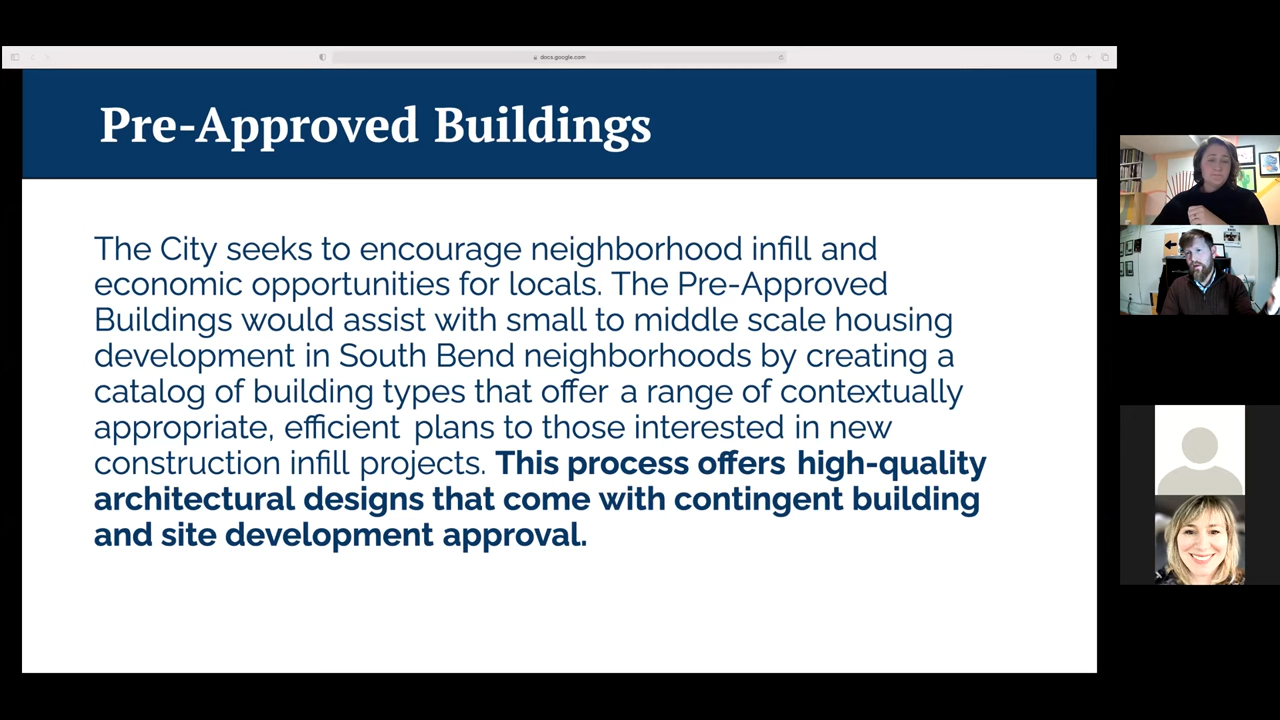 docs.google.com
Pre-Approved Buildings
The City seeks to encourage neighborhood infill and
economic opportunities for locals. The Pre-Approved
Buildings would assist with small to middle scale housing
development in South Bend neighborhoods by creating a
catalog of building types that offer a range of contextually
appropriate, efficient plans to those interested in new
construction infill projects. This process offers high-quality
architectural designs that come with contingent building
and site development approval.